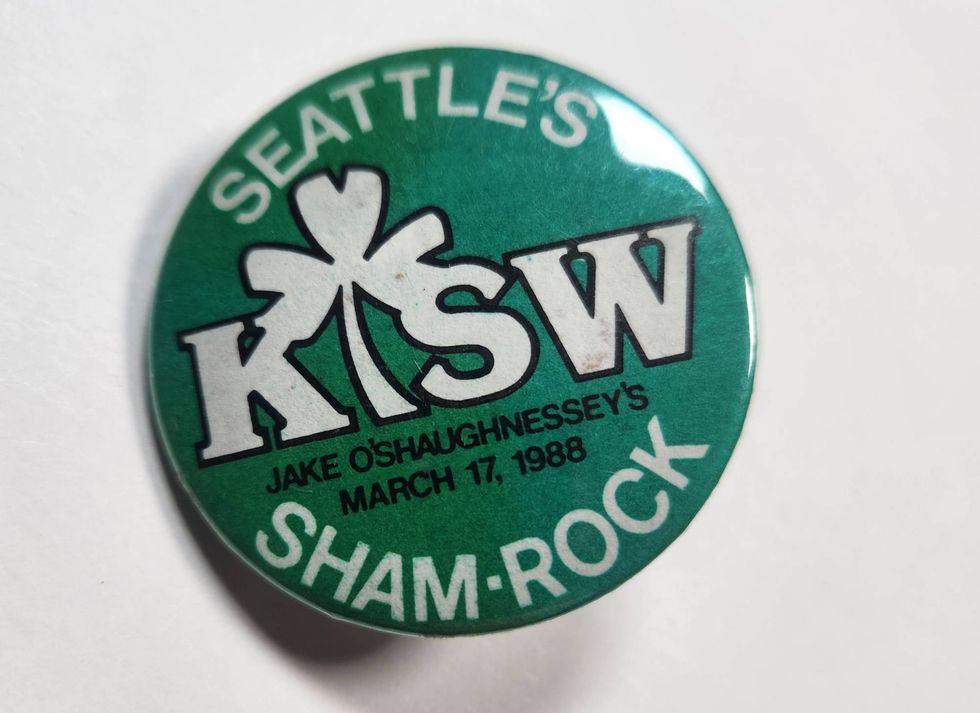 SEATTLE'S
KISW
JAKE O'SHAUGHNESSEY'S
MARCH 17, 1988
SHAM-ROCK